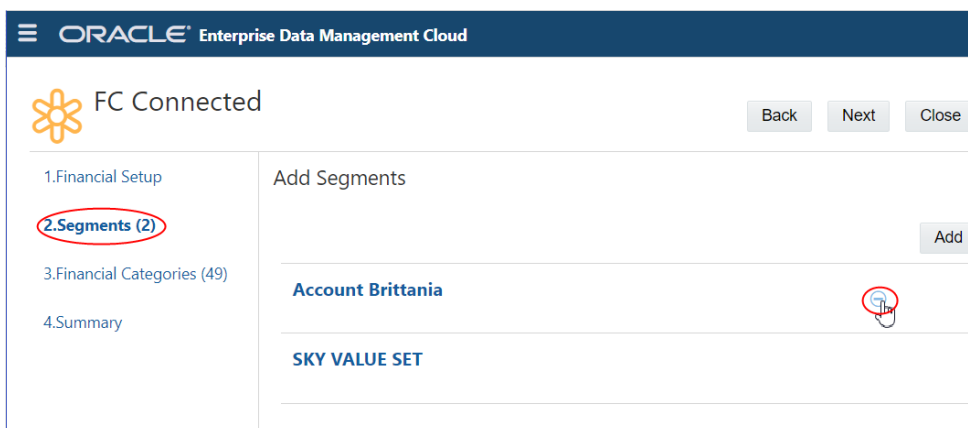 ORACLE® Enterprise Data Management Cloud
FC Connected
Back Next Close
1.Financial Setup
2.Segments (2)
3.Financial Categories (49)
4.Summary
Add Segments
Add
Account Brittania
SKY VALUE SET